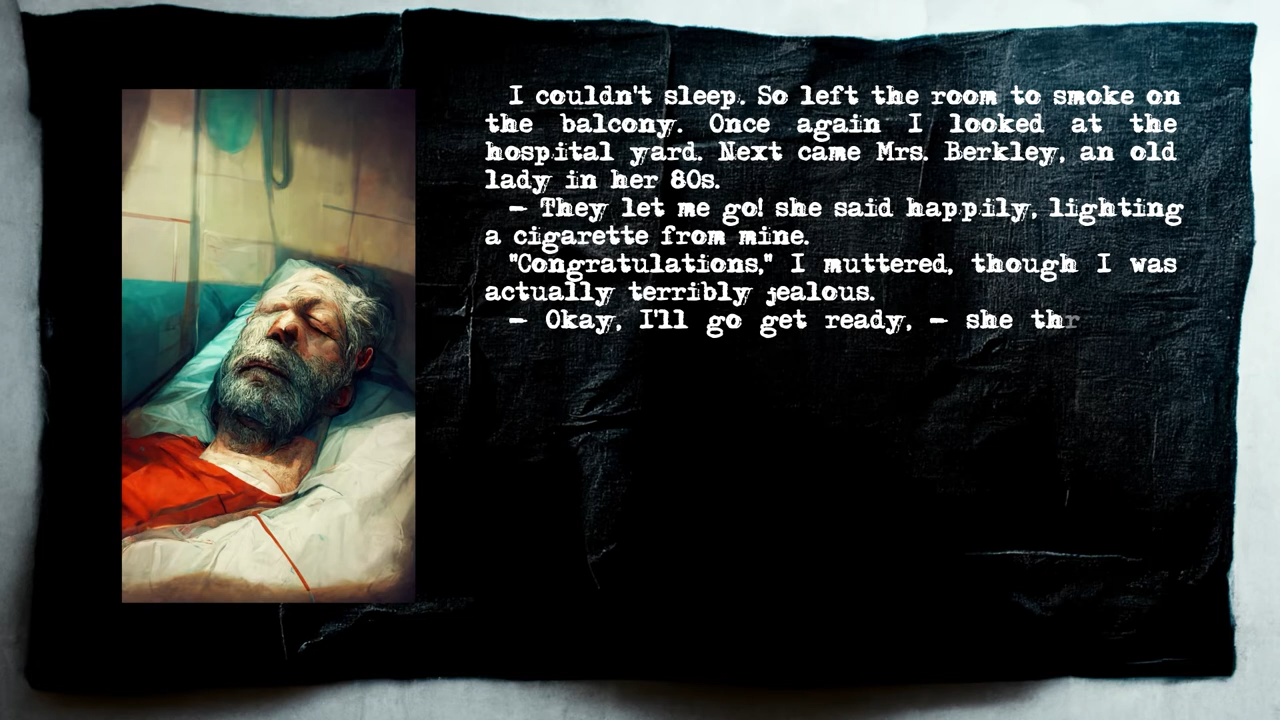 I couldn't sleep. So left the room to smoke on
the balcony. Once again I looked at the
hospital yard. Next came Mrs. Berkley, an old
lady in her 80s.
– They let me go! she said happily, lighting
a cigarette from mine.
"Congratulations," I muttered, though I was
actually terribly jealous.
– Okay, I'll go get ready, – she thr